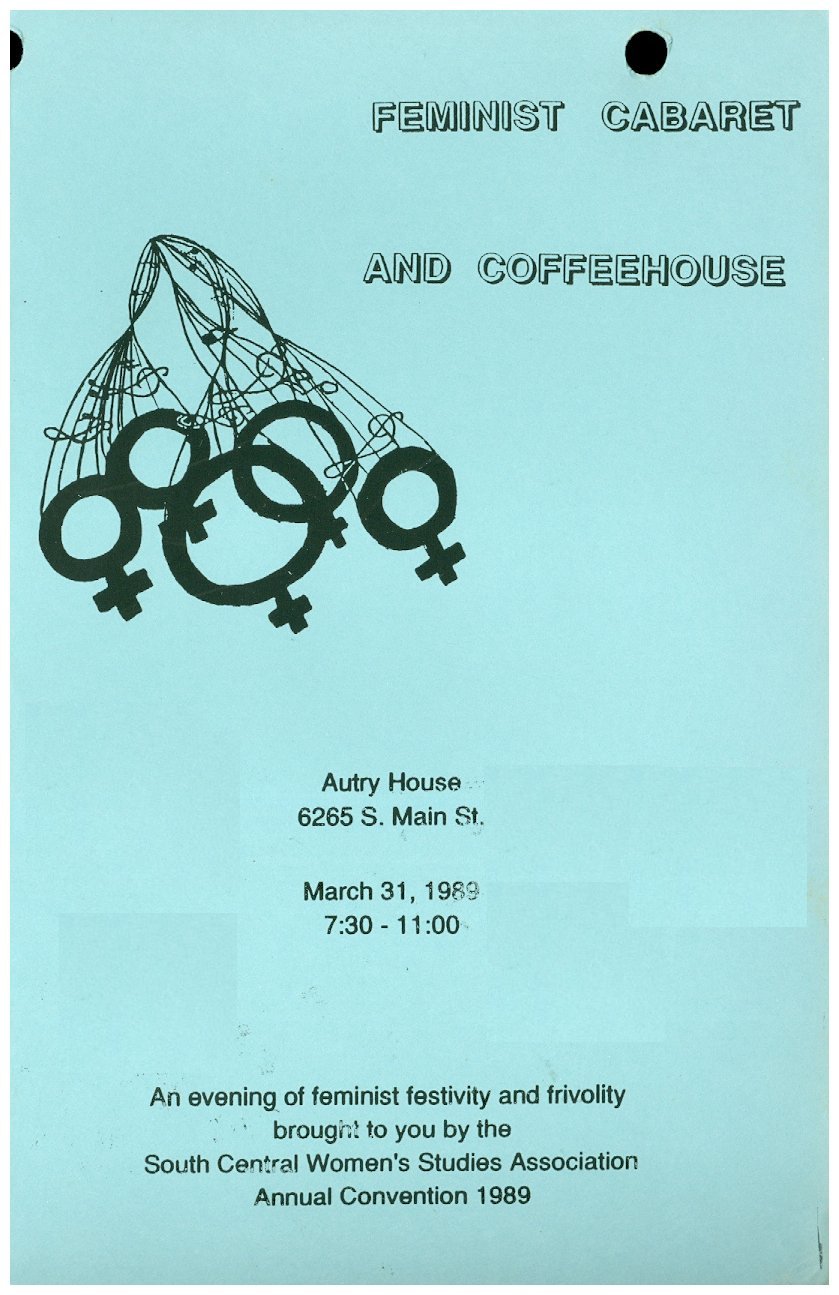 FEMINIST CABARET
AND COFFEEHOUSE
Autry House
6265 S. Main St.
March 31, 1989
7:30 - 11:00
An evening of feminist festivity and frivolity
brought to you by the
South Central Women's Studies Association
Annual Convention 1989